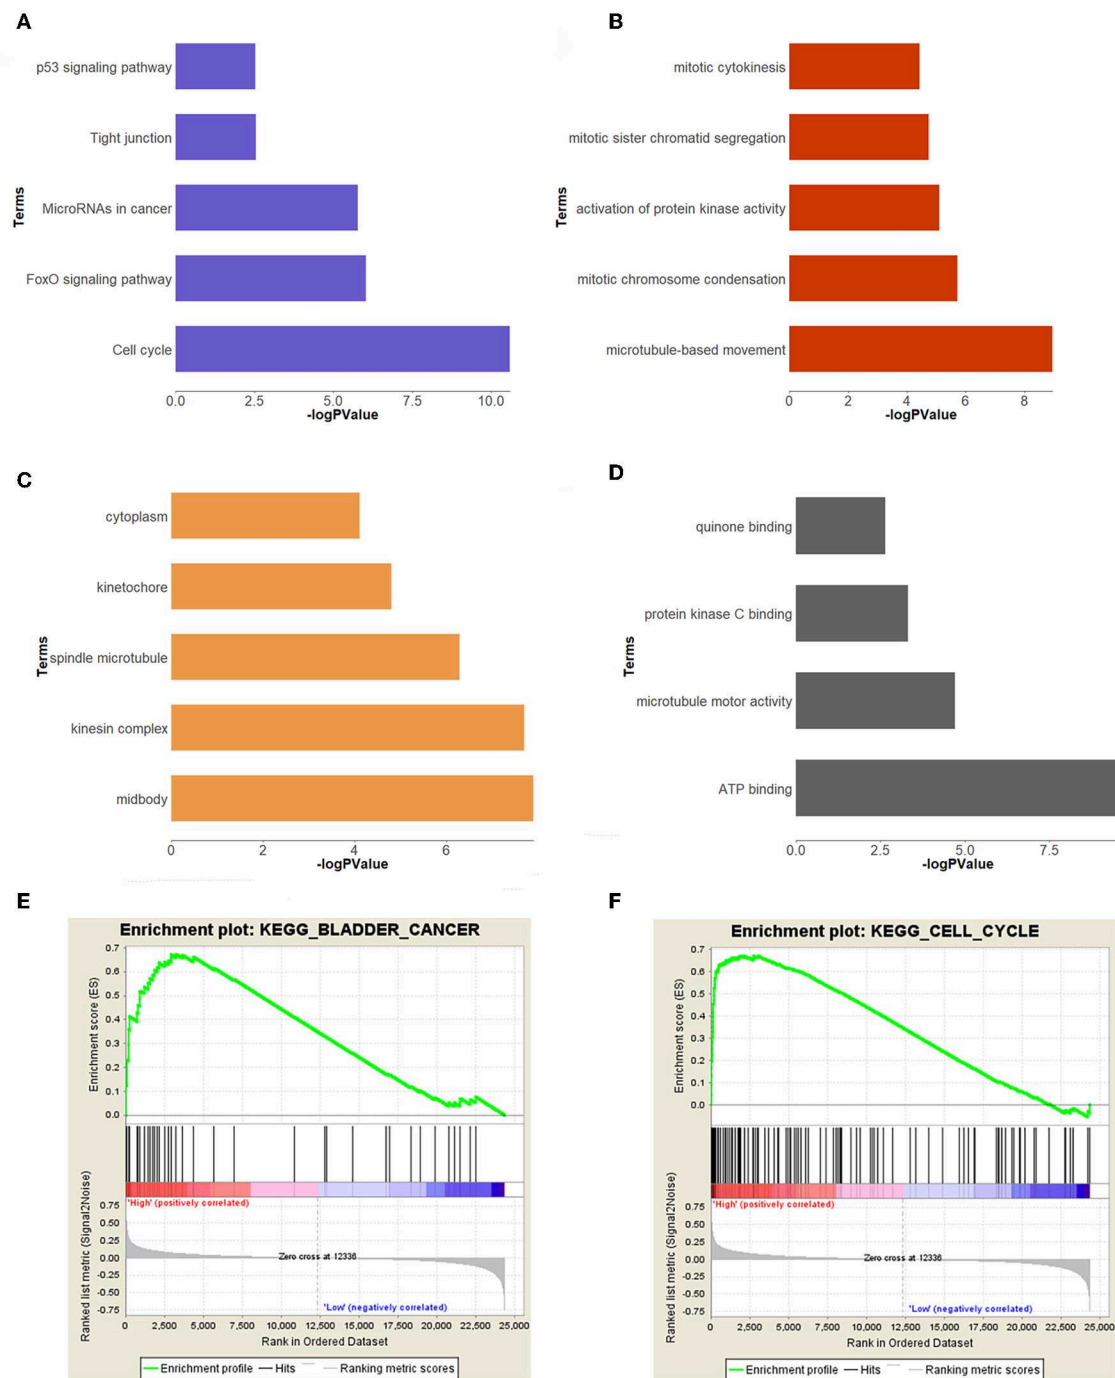 A
p53 signaling pathway
Tight junction
MicroRNAs in cancer
FoxO signaling pathway
Cell cycle
Terms
0.0 2.5 5.0 7.5 10.0
-logPValue
B
mitotic cytokinesis
mitotic sister chromatid segregation
activation of protein kinase activity
mitotic chromosome condensation
microtubule-based movement
Terms
0 2 4 6 8
-logPValue
C
cytoplasm
kinetochore
spindle microtubule
kinesin complex
midbody
Terms
0 2 4 6
-logPValue
D
quinone binding
protein kinase C binding
microtubule motor activity
ATP binding
Terms
0.0 2.5 5.0 7.5
-logPValue
E
Enrichment plot: KEGG_BLADDER_CANCER
Enrichment score (ES)
0.7
0.6
0.5
0.4
0.3
0.2
0.1
0.0
'High' (positively correlated)
Ranked list metric (Signal2Noise)
0.75
0.50
0.25
0.00
-0.25
-0.50
-0.75
Zero cross at 12336
'Low' (negatively correlated)
0 2,500 5,000 7,500 10,000 12,500 15,000 17,500 20,000 22,500 25,000
Rank in Ordered Dataset
Enrichment profile Hits Ranking metric scores
F
Enrichment plot: KEGG_CELL_CYCLE
Enrichment score (ES)
0.7
0.6
0.5
0.4
0.3
0.2
0.1
0.0
'High' (positively correlated)
Ranked list metric (Signal2Noise)
0.75
0.50
0.25
0.00
-0.25
-0.50
-0.75
Zero cross at 12336
'Low' (negatively correlated)
0 2,500 5,000 7,500 10,000 12,500 15,000 17,500 20,000 22,500 25,000
Rank in Ordered Dataset
Enrichment profile Hits Ranking metric scores